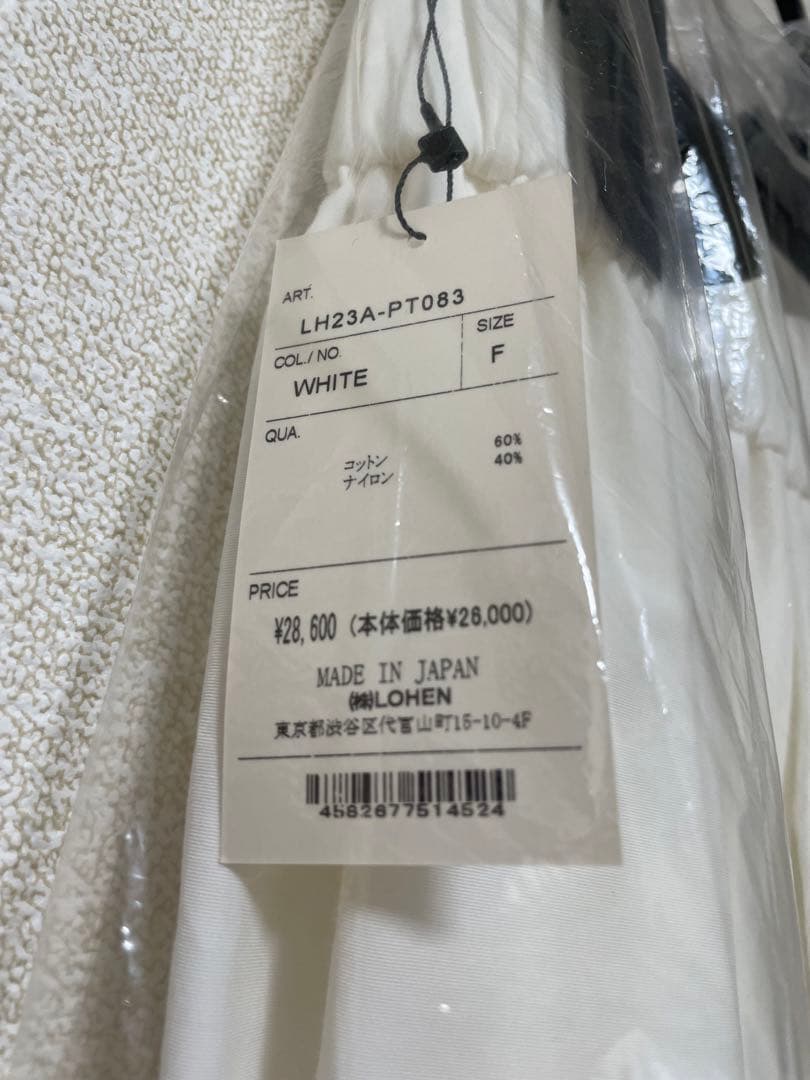 ART.
LH23A-PT083
COL./NO.
SIZE
WHITE
F
QUA.
コットン 60%
ナイロン 40%
PRICE
¥28,600 (本体価格¥26,000)
MADE IN JAPAN
㈱LOHEN
東京都渋谷区代官山町15-10-4F
4582677514524